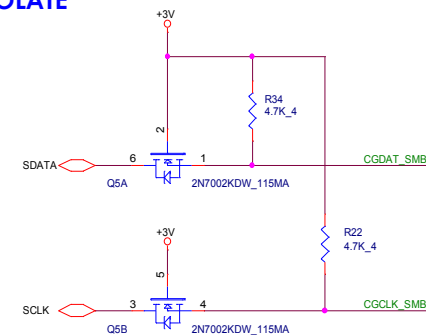 OLATE
+3V
R34
4.7K_4
2
SDATA
6
1
CGDAT_SMB
Q5A
2N7002KDW_115MA
+3V
R22
4.7K_4
5
SCLK
3
4
CGCLK_SMB
Q5B
2N7002KDW_115MA